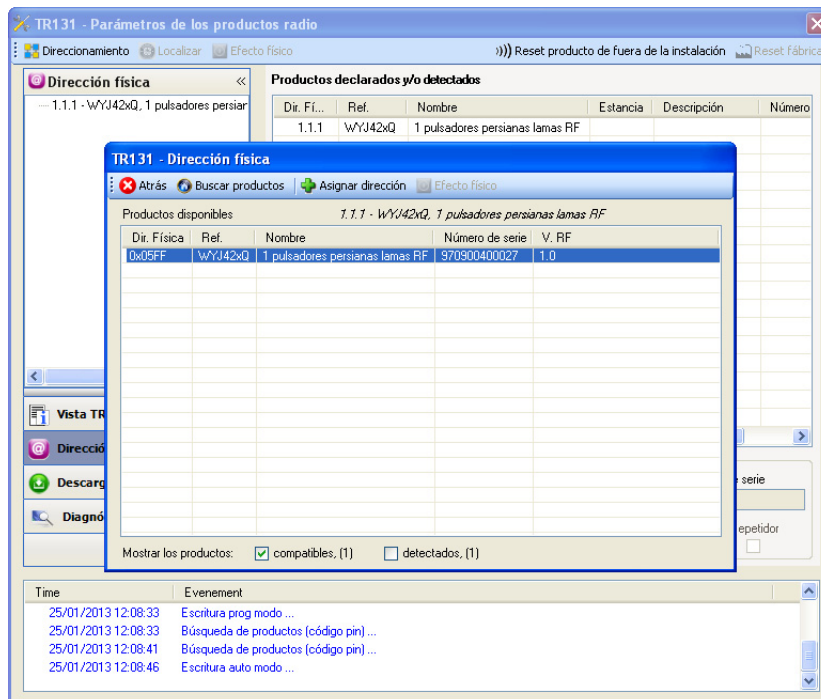 TR131 - Parámetros de los productos radio
Direccionamiento Localizar Efecto físico Reset producto de fuera de la instalación Reset fábrica
Dirección física «
Productos declarados y/o detectados
1.1.1 - WYJ42xQ, 1 pulsadores persian
Dir. Fí... Ref. Nombre Estancia Descripción Número
1.1.1 WYJ42xQ 1 pulsadores persianas lamas RF
TR131 - Dirección física
Atrás Buscar productos Asignar dirección Efecto físico
Productos disponibles 1.1.1 - WYJ42xQ, 1 pulsadores persianas lamas RF
Dir. Física Ref. Nombre Número de serie V. RF
0x05FF WYJ42xQ 1 pulsadores persianas lamas RF 970900400027 1.0
Vista TR
Direcció
Descarg
Diagnó
serie
epetidor
Mostrar los productos: compatibles, (1) detectados, (1)
Time Evenement
25/01/2013 12:08:33 Escritura prog modo ...
25/01/2013 12:08:33 Búsqueda de productos (código pin) ...
25/01/2013 12:08:41 Búsqueda de productos (código pin) ...
25/01/2013 12:08:46 Escritura auto modo ...